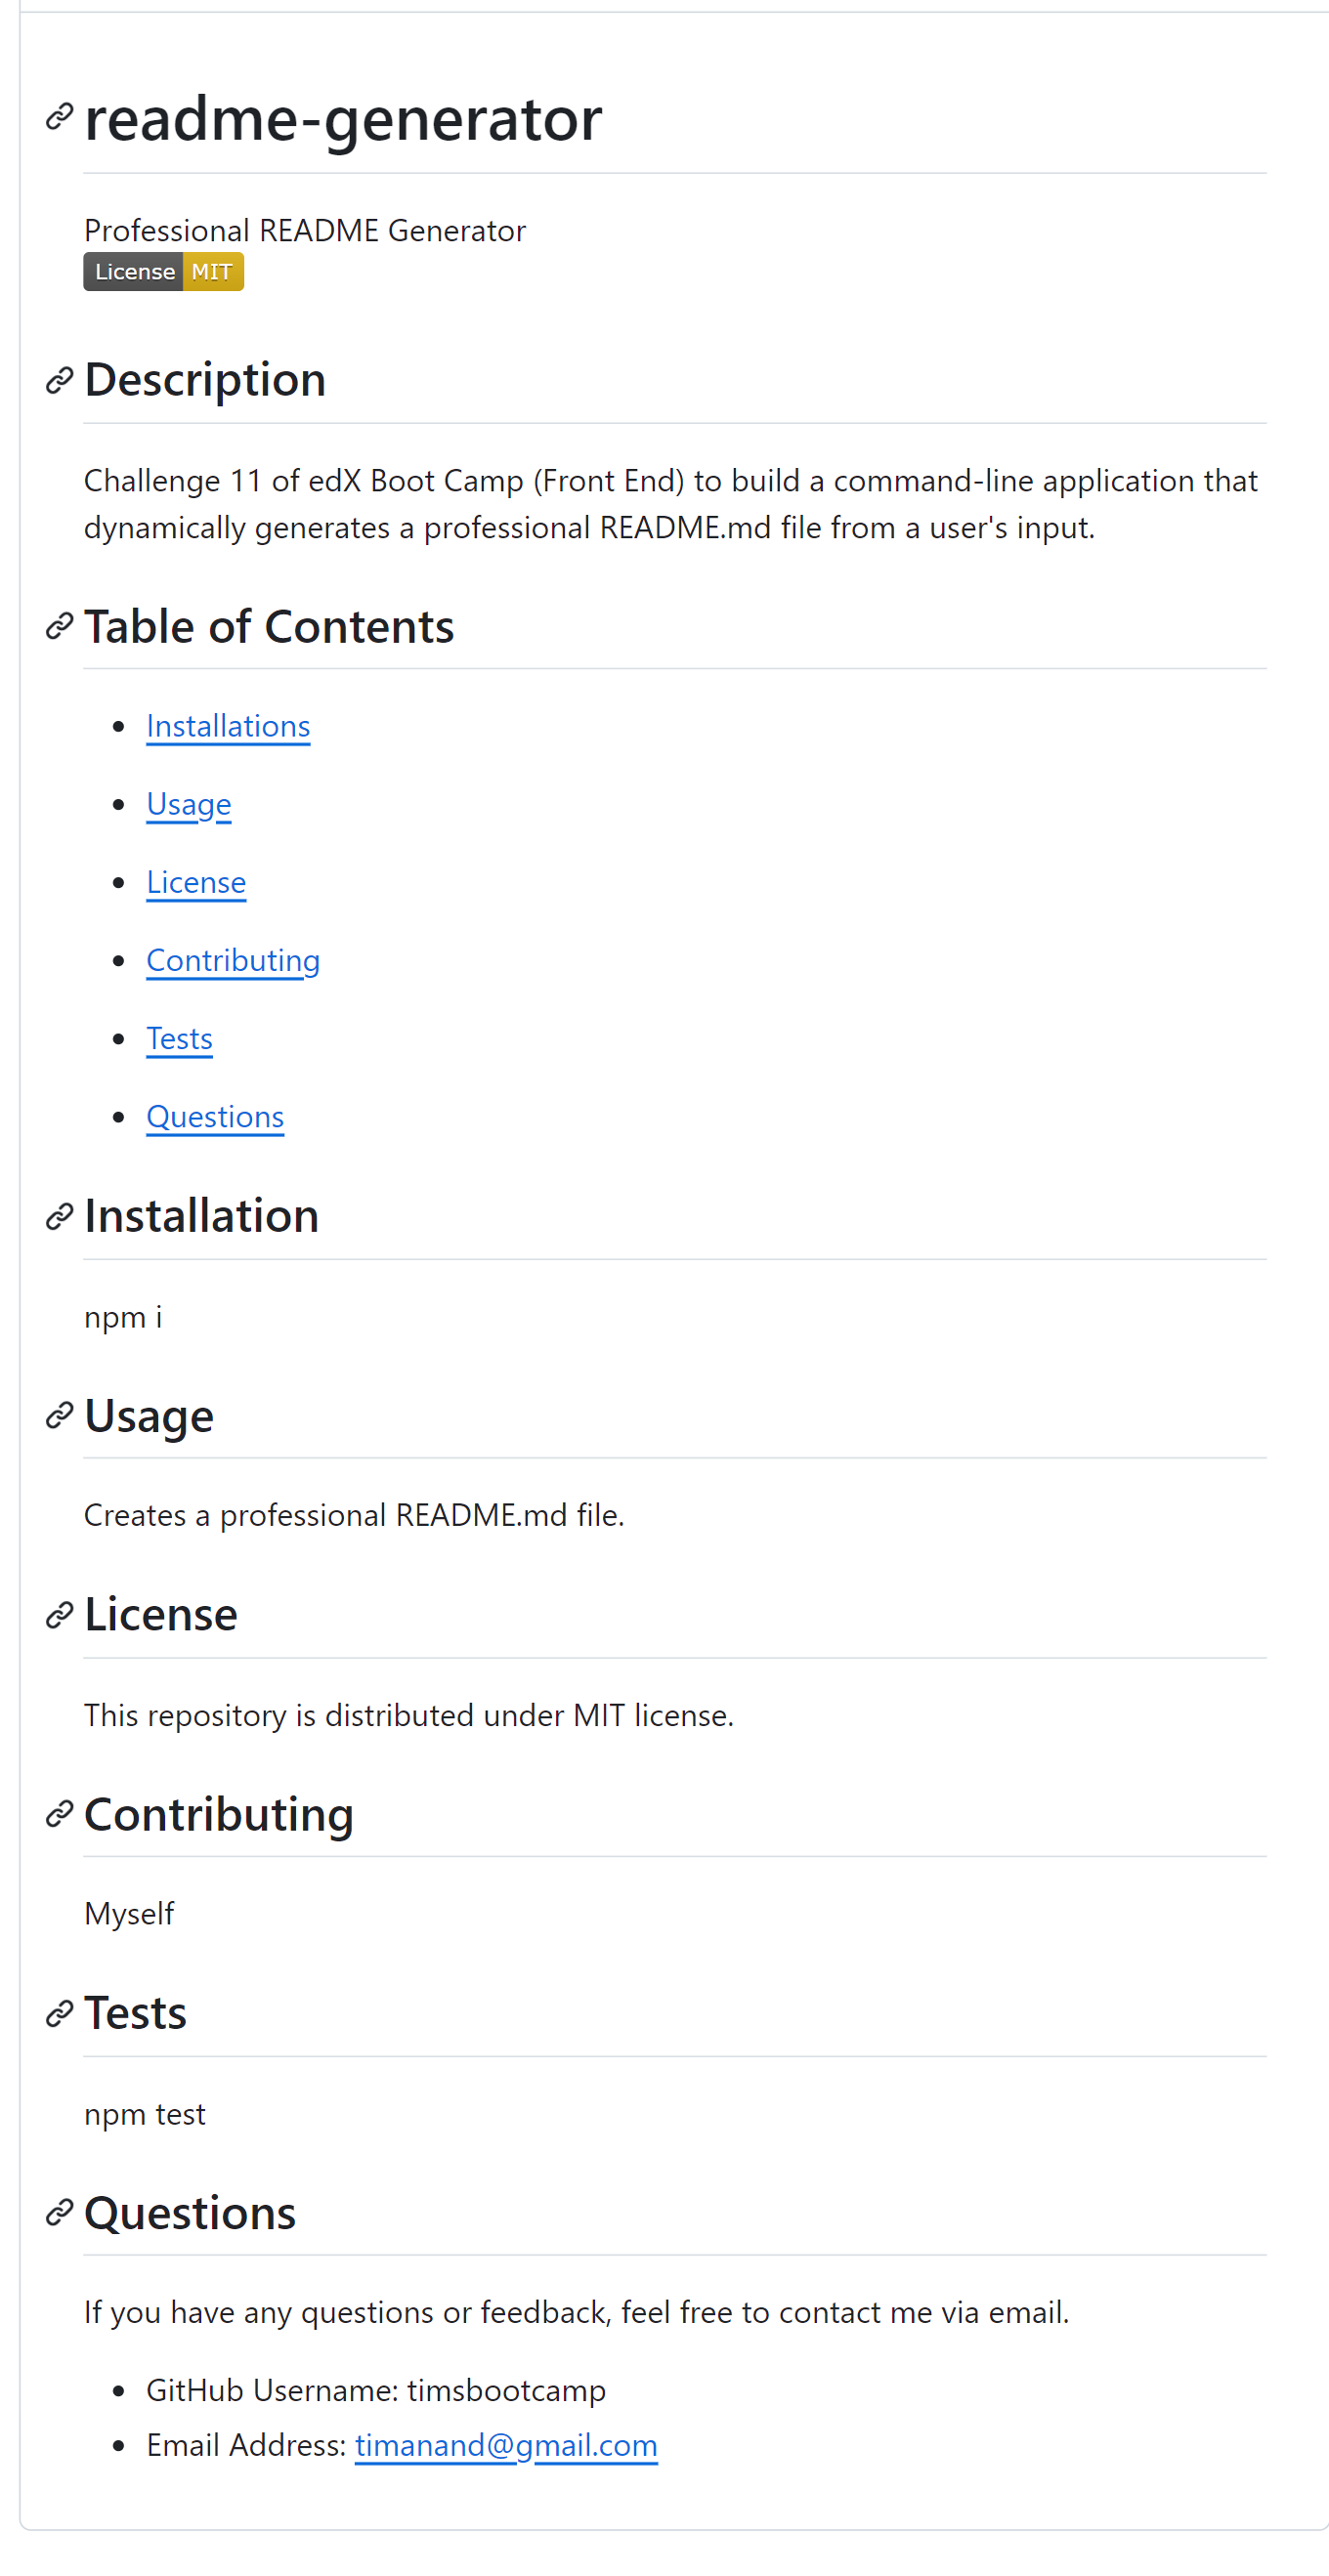 readme-generator
Professional README Generator
License MIT
Description
Challenge 11 of edX Boot Camp (Front End) to build a command-line application that
dynamically generates a professional README.md file from a user's input.
Table of Contents
Installations
Usage
License
Contributing
Tests
Questions
Installation
npm i
Usage
Creates a professional README.md file.
License
This repository is distributed under MIT license.
Contributing
Myself
Tests
npm test
Questions
If you have any questions or feedback, feel free to contact me via email.
GitHub Username: timsbootcamp
Email Address: timanand@gmail.com